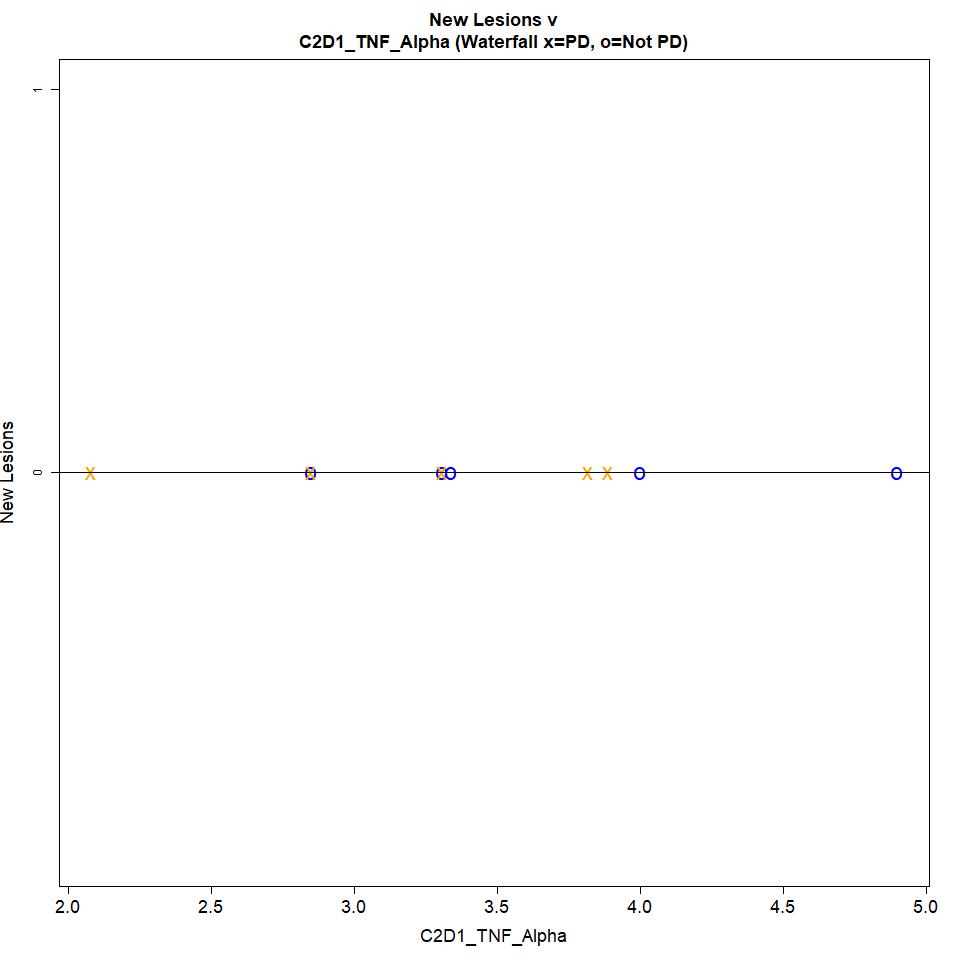 New Lesions v
C2D1_TNF_Alpha (Waterfall x=PD, o=Not PD)
1
0
New Lesions
x o x o x o x x o o
2.0 2.5 3.0 3.5 4.0 4.5 5.0
C2D1_TNF_Alpha